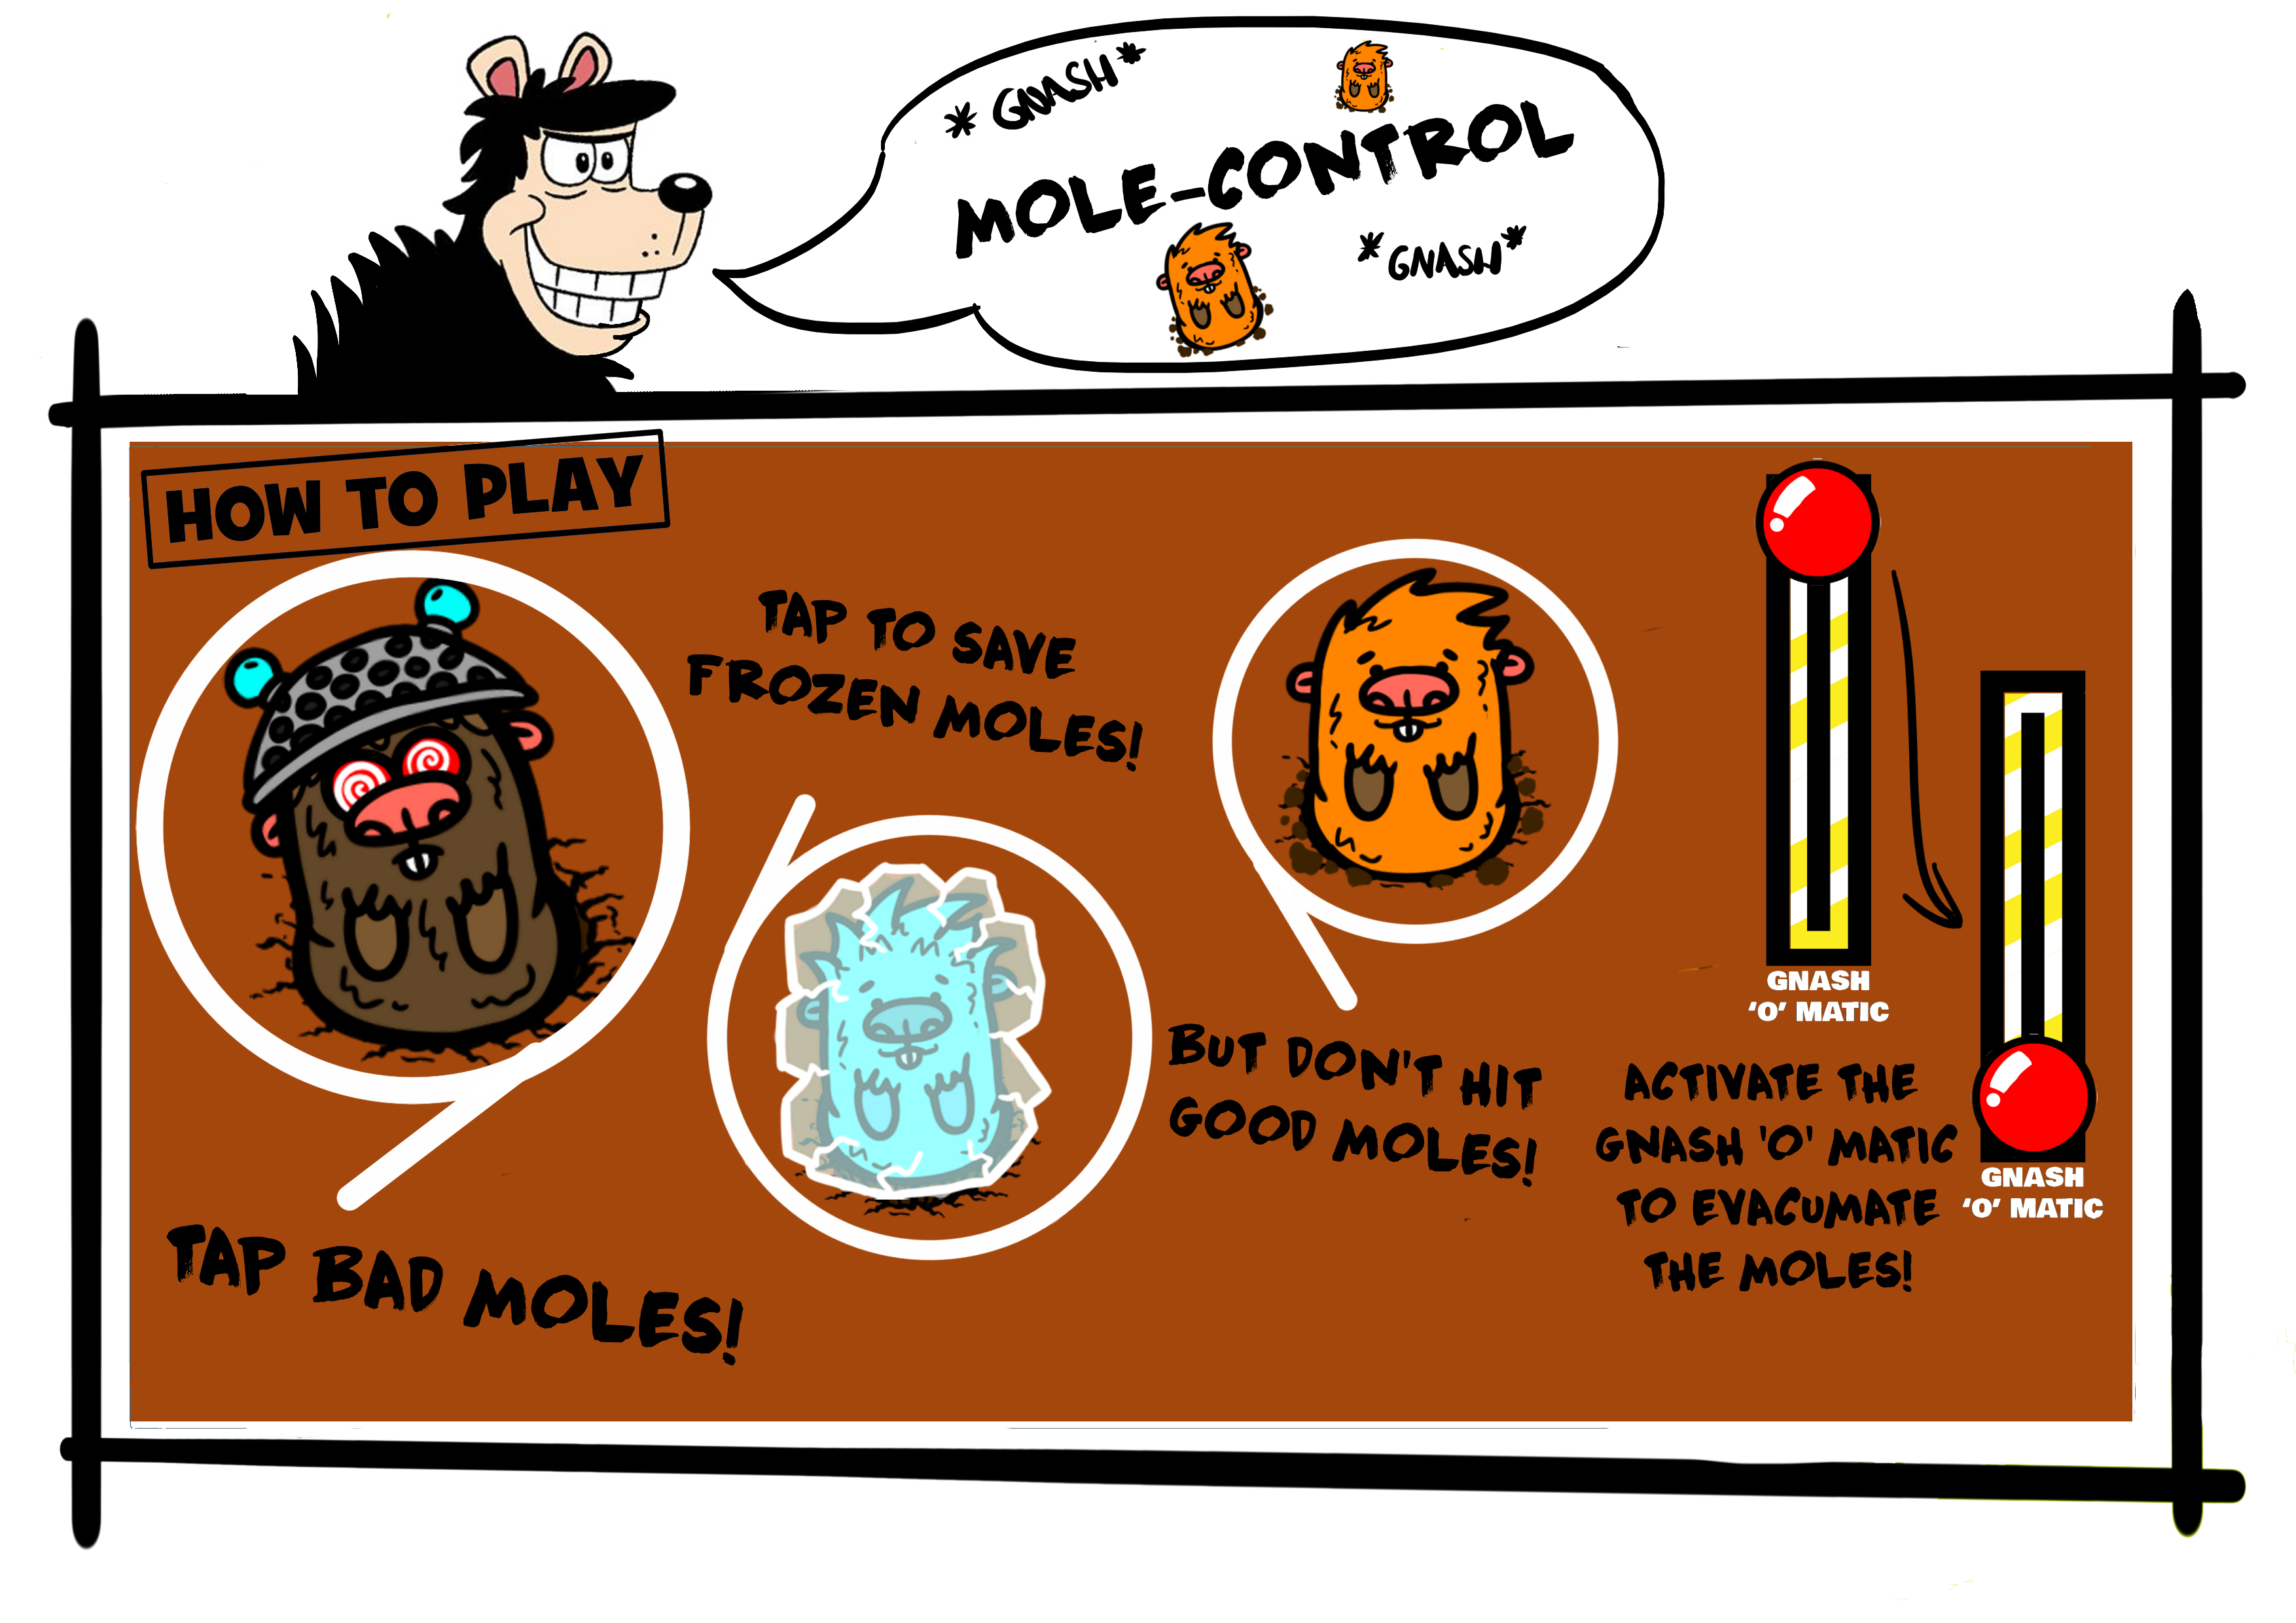 *GNASH*
MOLE-CONTROL
*GNASH*
HOW TO PLAY
TAP TO SAVE
FROZEN MOLES!
TAP BAD MOLES!
BUT DON'T HIT
GOOD MOLES!
GNASH
'O' MATIC
ACTIVATE THE
GNASH 'O' MATIC
TO EVACUMATE
THE MOLES!
GNASH
'O' MATIC